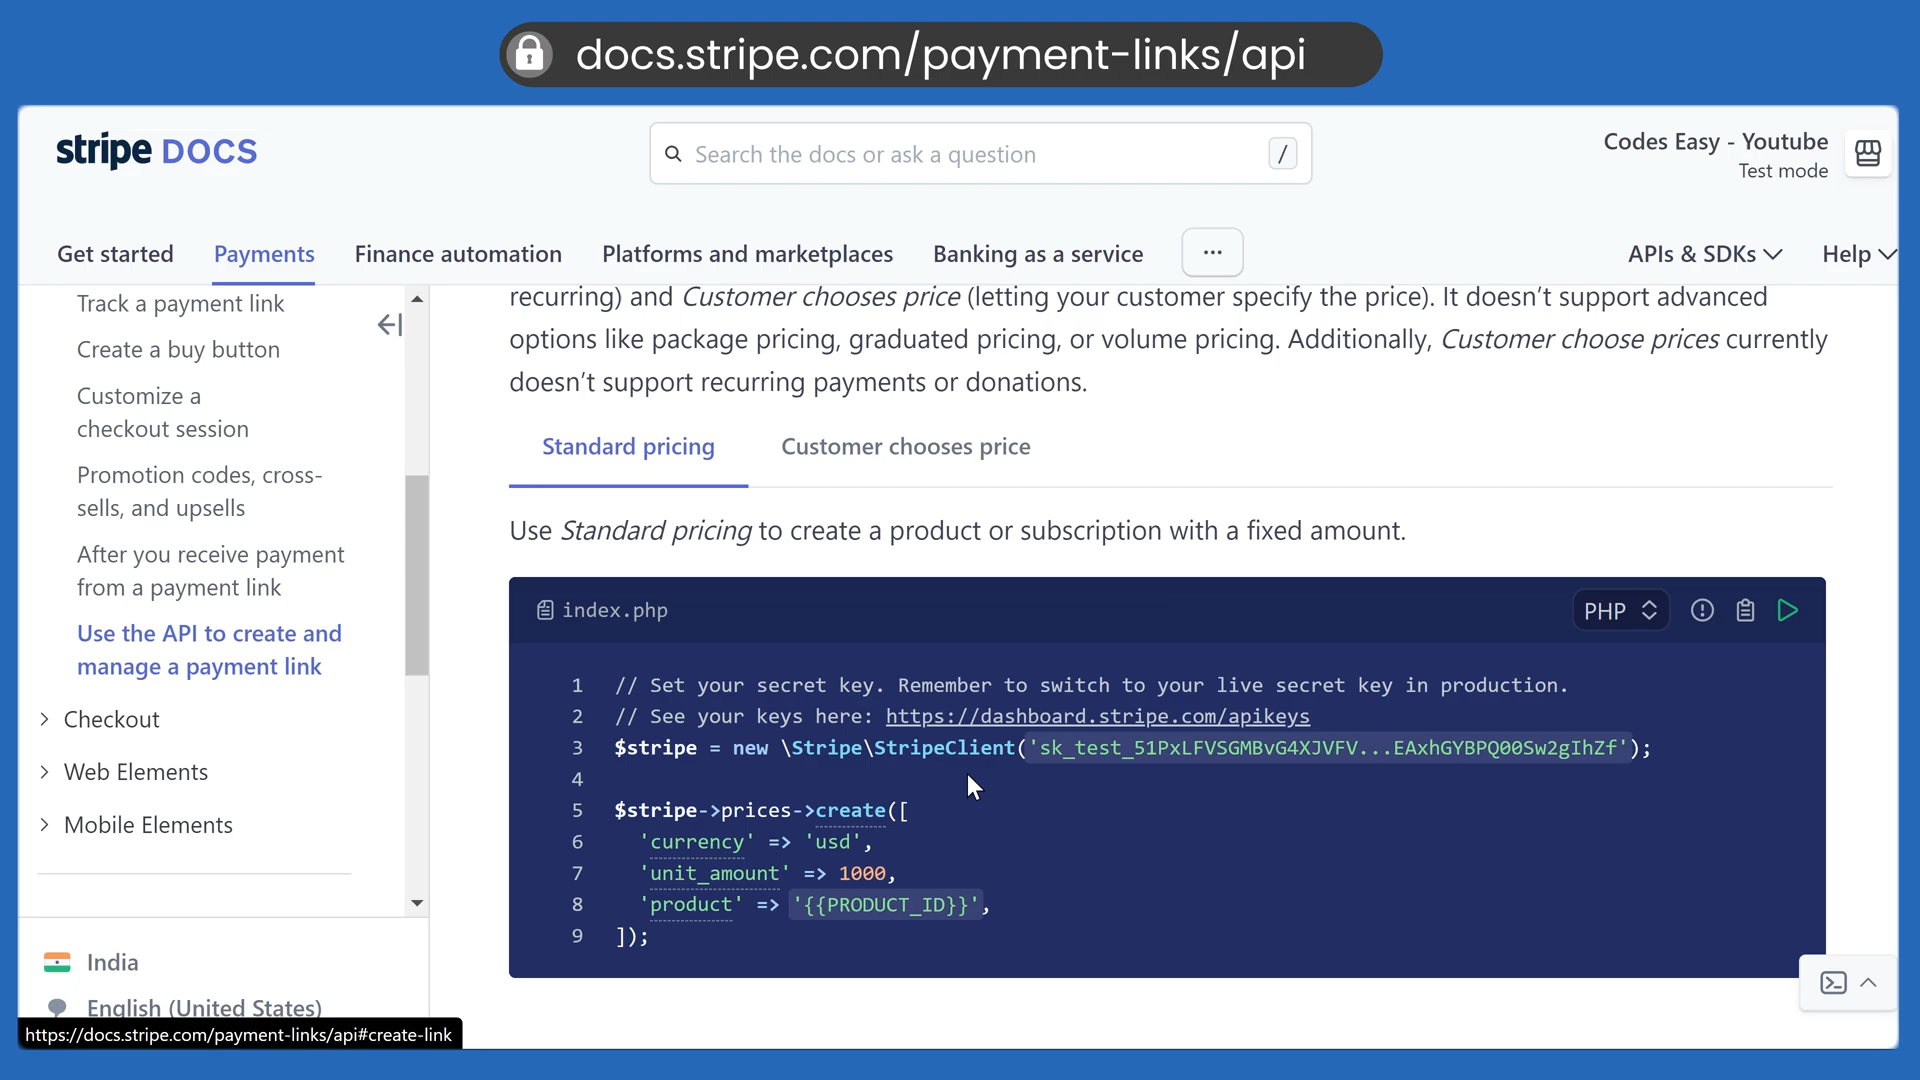 docs.stripe.com/payment-links/api
stripe DOCS
Search the docs or ask a question
/
Codes Easy - Youtube
Test mode
Get started
Payments
Finance automation
Platforms and marketplaces
Banking as a service
...
APIs & SDKs
Help
Track a payment link
Create a buy button
Customize a
checkout session
Promotion codes, cross-
sells, and upsells
After you receive payment
from a payment link
Use the API to create and
manage a payment link
Checkout
Web Elements
Mobile Elements
India
English (United States)
https://docs.stripe.com/payment-links/api#create-link
recurring) and Customer chooses price (letting your customer specify the price). It doesn’t support advanced
options like package pricing, graduated pricing, or volume pricing. Additionally, Customer choose prices currently
doesn’t support recurring payments or donations.
Standard pricing
Customer chooses price
Use Standard pricing to create a product or subscription with a fixed amount.
index.php
PHP
1 // Set your secret key. Remember to switch to your live secret key in production.
2 // See your keys here: https://dashboard.stripe.com/apikeys
3 $stripe = new \Stripe\StripeClient('sk_test_51PxLFVSGMBvG4XJVFV...EAxhGYBPQ00Sw2gIhZf');
4
5 $stripe->prices->create([
6 'currency' => 'usd',
7 'unit_amount' => 1000,
8 'product' => '{{PRODUCT_ID}}',
9 ]);